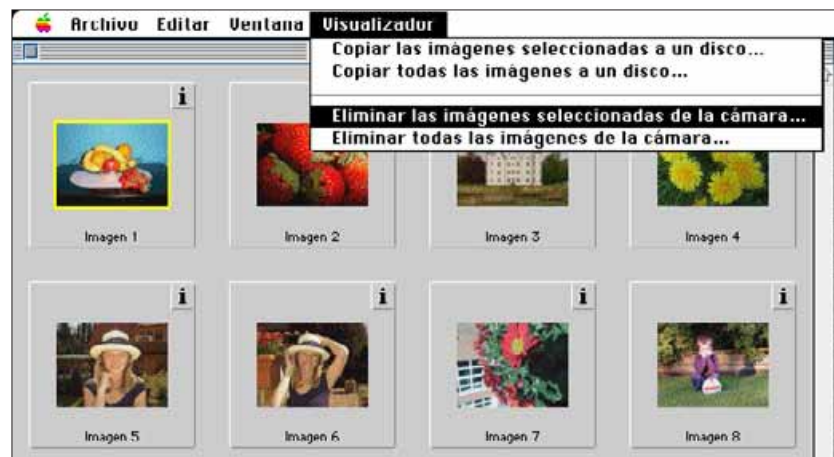 Archivo Editar Ventana Visualizador
Copiar las imágenes seleccionadas a un disco...
Copiar todas las imágenes a un disco...
Eliminar las imágenes seleccionadas de la cámara...
Eliminar todas las imágenes de la cámara...
i
Imagen 1 Imagen 2 Imagen 3 Imagen 4
i i i i
Imagen 5 Imagen 6 Imagen 7 Imagen 8